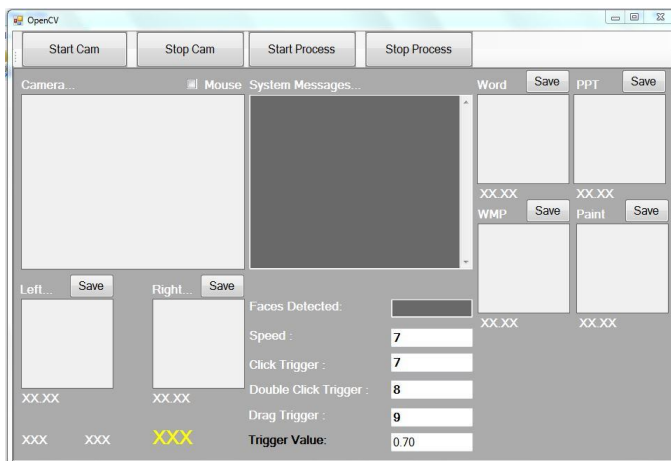 OpenCV
Start Cam Stop Cam Start Process Stop Process
Camera... Mouse System Messages... Word Save PPT Save
XX.XX XX.XX
WMP Save Paint Save
Left... Save Right... Save
Faces Detected:
XX.XX XX.XX
Speed : 7
Click Trigger : 7
Double Click Trigger : 8
XX.XX XX.XX
Drag Trigger : 9
XXX XXX XXX Trigger Value: 0.70